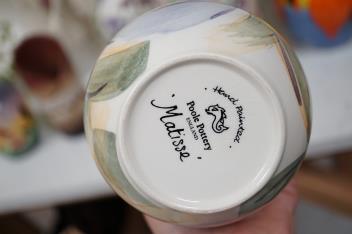 Hand Painted
Poole Pottery
ENGLAND
'Matisse'